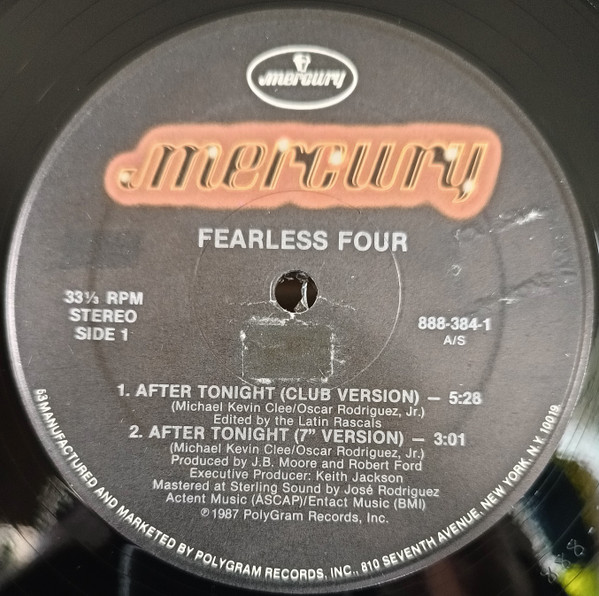 mercury
mercury
FEARLESS FOUR
33⅓ RPM
STEREO
SIDE 1
888-384-1
A/S
1. AFTER TONIGHT (CLUB VERSION) — 5:28
(Michael Kevin Clee/Oscar Rodriguez, Jr.)
Edited by the Latin Rascals
2. AFTER TONIGHT (7" VERSION) — 3:01
(Michael Kevin Clee/Oscar Rodriguez, Jr.)
Produced by J.B. Moore and Robert Ford
Executive Producer: Keith Jackson
Mastered at Sterling Sound by José Rodriguez
Actent Music (ASCAP)/Entact Music (BMI)
℗1987 PolyGram Records, Inc.
53 MANUFACTURED AND MARKETED BY POLYGRAM RECORDS, INC., 810 SEVENTH AVENUE, NEW YORK, N.Y. 10019